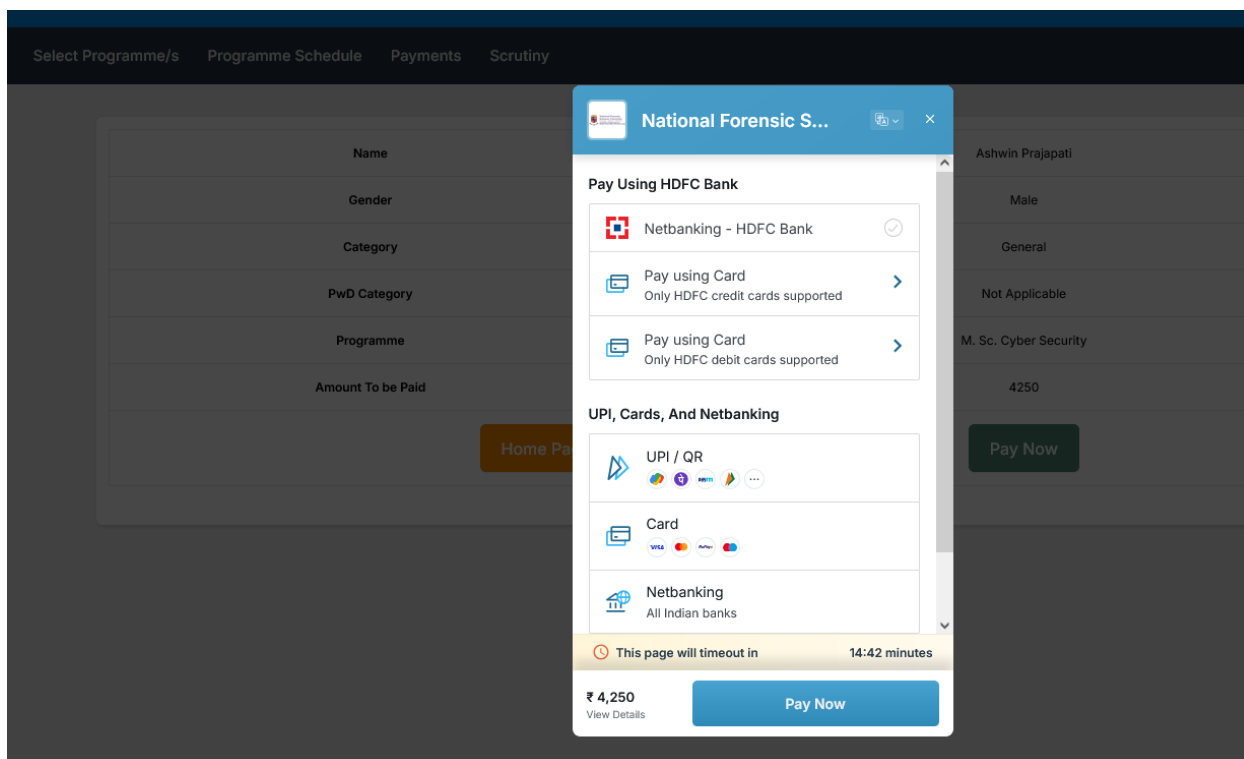 Select Programme/s Programme Schedule Payments Scrutiny
National Forensic S...
Name Ashwin Prajapati
Gender Male
Category General
PwD Category Not Applicable
Programme M. Sc. Cyber Security
Amount To be Paid 4250
Home Pa
Pay Now
Pay Using HDFC Bank
Netbanking - HDFC Bank
Pay using Card
Only HDFC credit cards supported
Pay using Card
Only HDFC debit cards supported
UPI, Cards, And Netbanking
UPI / QR
Card
VISA
Netbanking
All Indian banks
This page will timeout in 14:42 minutes
₹ 4,250
View Details
Pay Now